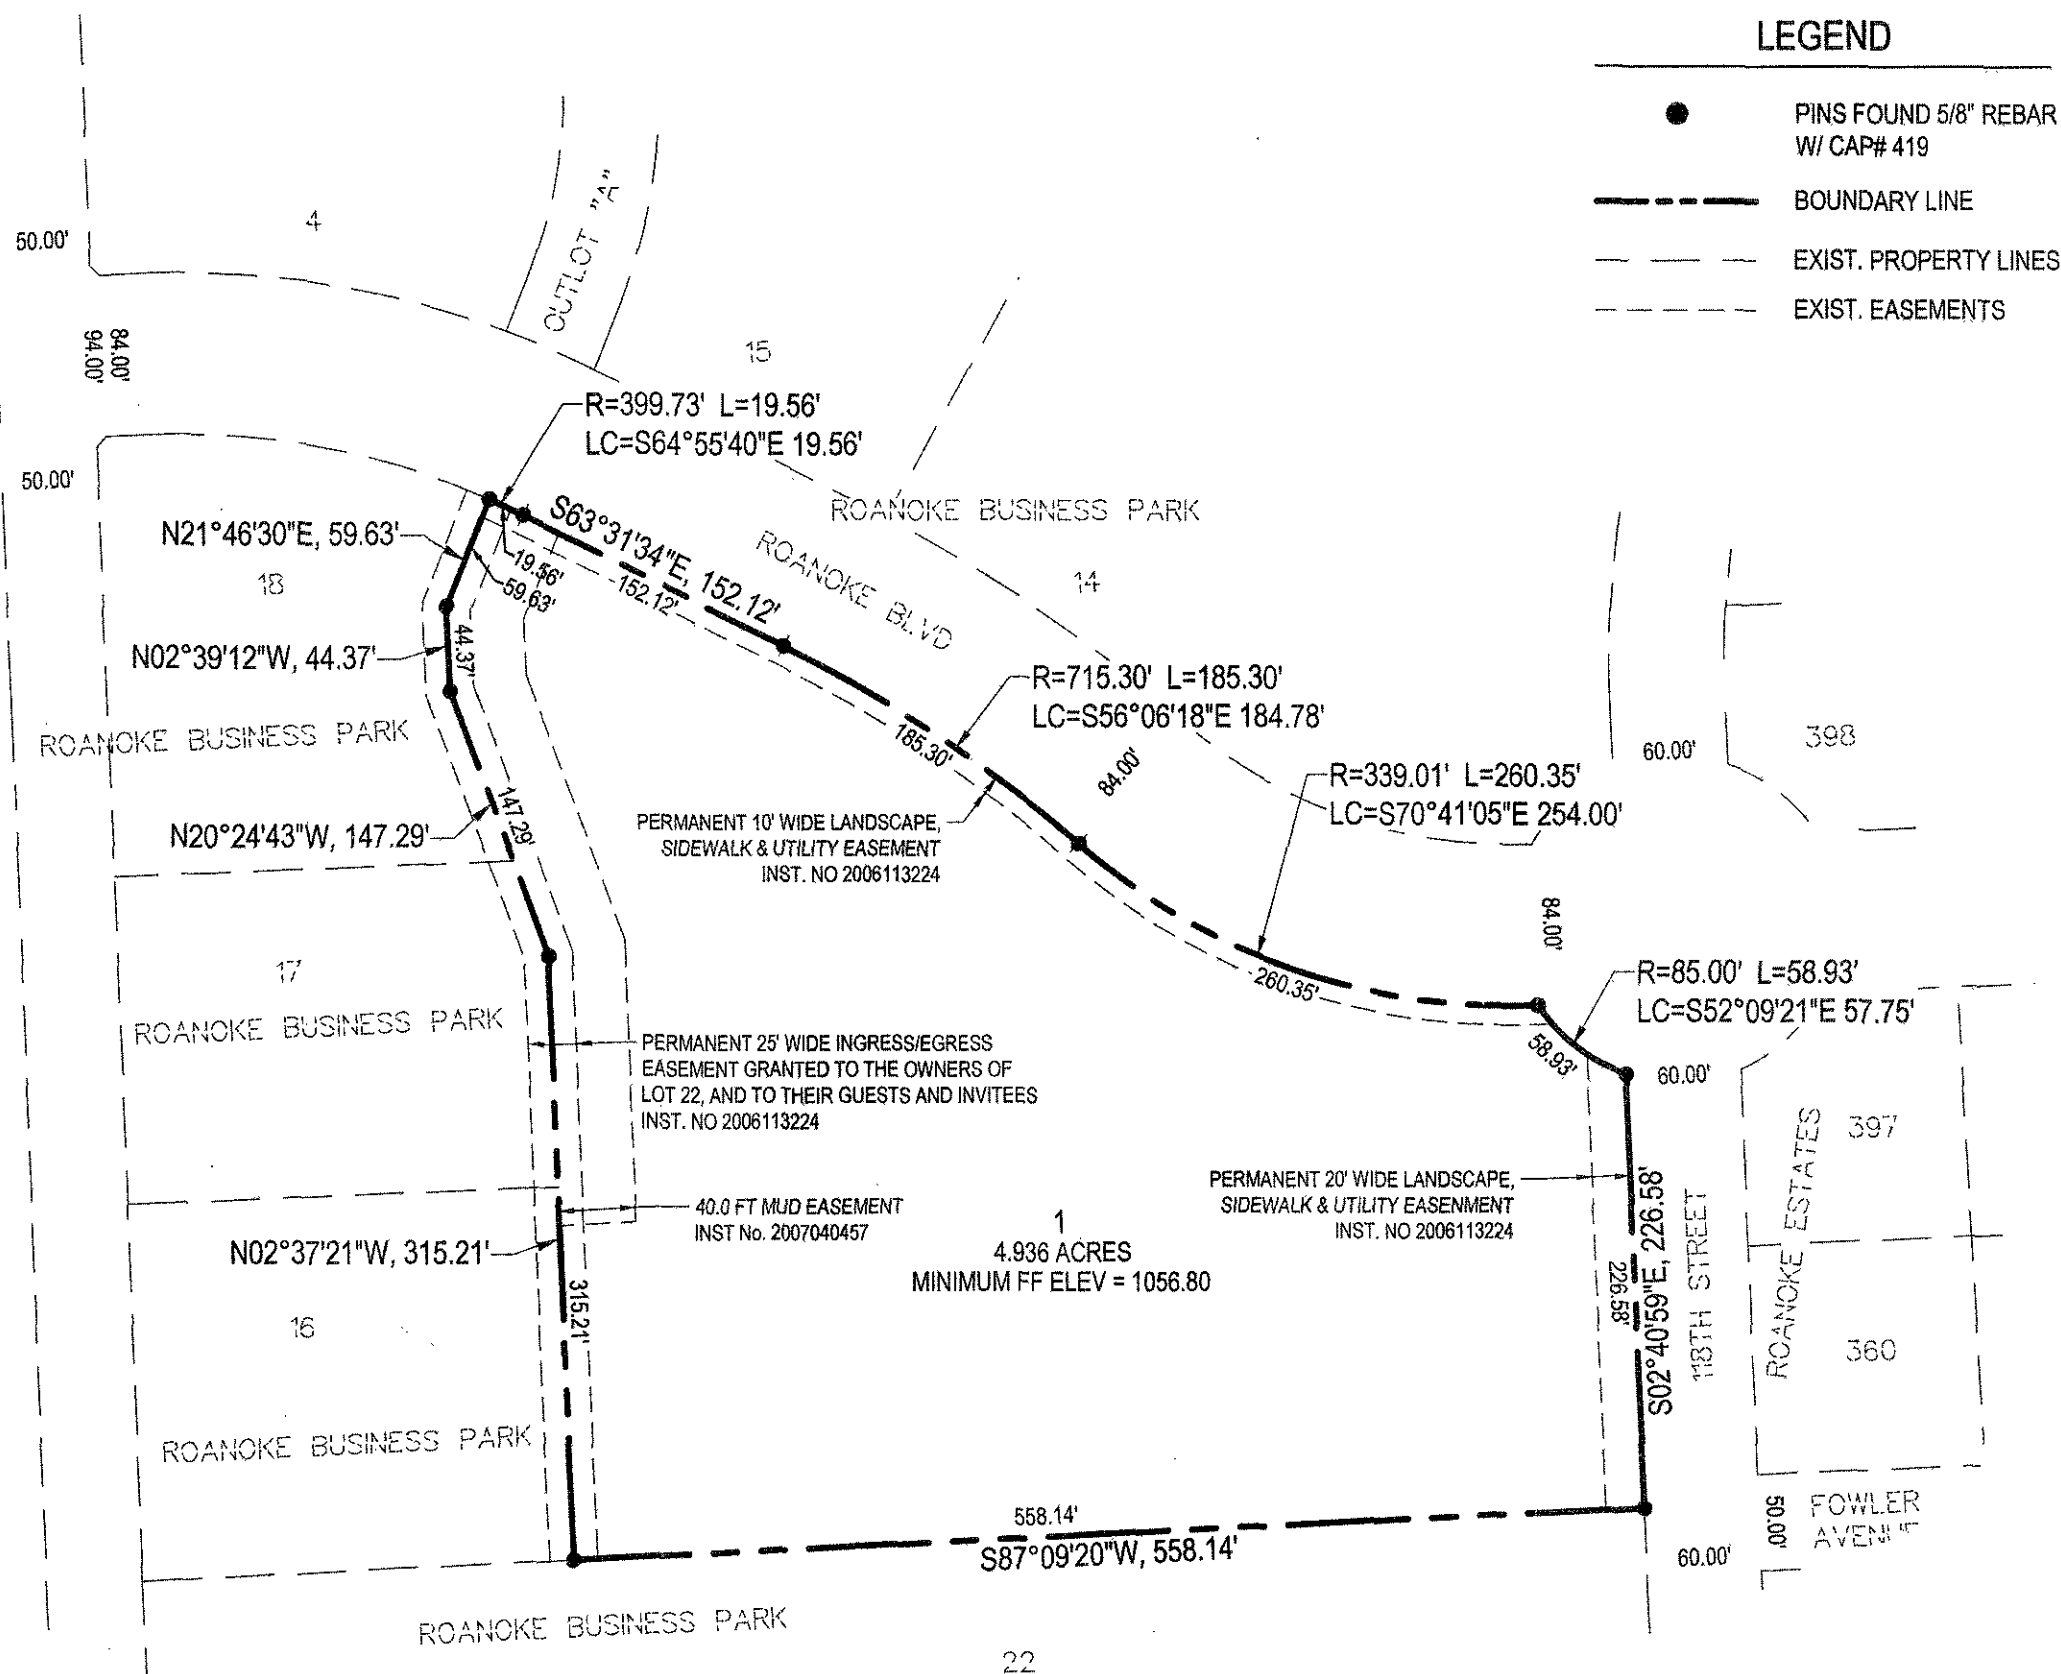 LEGEND
PINS FOUND 5/8" REBAR
W/ CAP# 419
BOUNDARY LINE
EXIST. PROPERTY LINES
EXIST. EASEMENTS
4
50.00'
OUTLOT "A"
84.00'
94.00'
15
R=399.73' L=19.56'
LC=S64°55'40"E 19.56'
50.00'
N21°46'30"E, 59.63'
18
19.56'
59.63'
S63°31'34"E, 152.12'
152.12'
ROANOKE BUSINESS PARK
ROANOKE BLVD
14
N02°39'12"W, 44.37'
44.37'
ROANOKE BUSINESS PARK
R=715.30' L=185.30'
LC=S56°06'18"E 184.78'
185.30'
84.00'
60.00'
398
R=339.01' L=260.35'
LC=S70°41'05"E 254.00'
147.29'
N20°24'43"W, 147.29'
PERMANENT 10' WIDE LANDSCAPE,
SIDEWALK & UTILITY EASEMENT
INST. NO 2006113224
84.00'
260.35'
17
ROANOKE BUSINESS PARK
R=85.00' L=58.93'
LC=S52°09'21"E 57.75'
58.93'
60.00'
PERMANENT 25' WIDE INGRESS/EGRESS
EASEMENT GRANTED TO THE OWNERS OF
LOT 22, AND TO THEIR GUESTS AND INVITEES
INST. NO 2006113224
397
ROANOKE ESTATES
PERMANENT 20' WIDE LANDSCAPE,
SIDEWALK & UTILITY EASENMENT
INST. NO 2006113224
40.0 FT MUD EASEMENT
INST No. 2007040457
1
4.936 ACRES
MINIMUM FF ELEV = 1056.80
N02°37'21"W, 315.21'
315.21'
226.58'
S02°40'59"E, 226.58'
118TH STREET
16
360
ROANOKE BUSINESS PARK
558.14'
S87°09'20"W, 558.14'
50.00'
FOWLER
AVENUE
60.00'
ROANOKE BUSINESS PARK
22